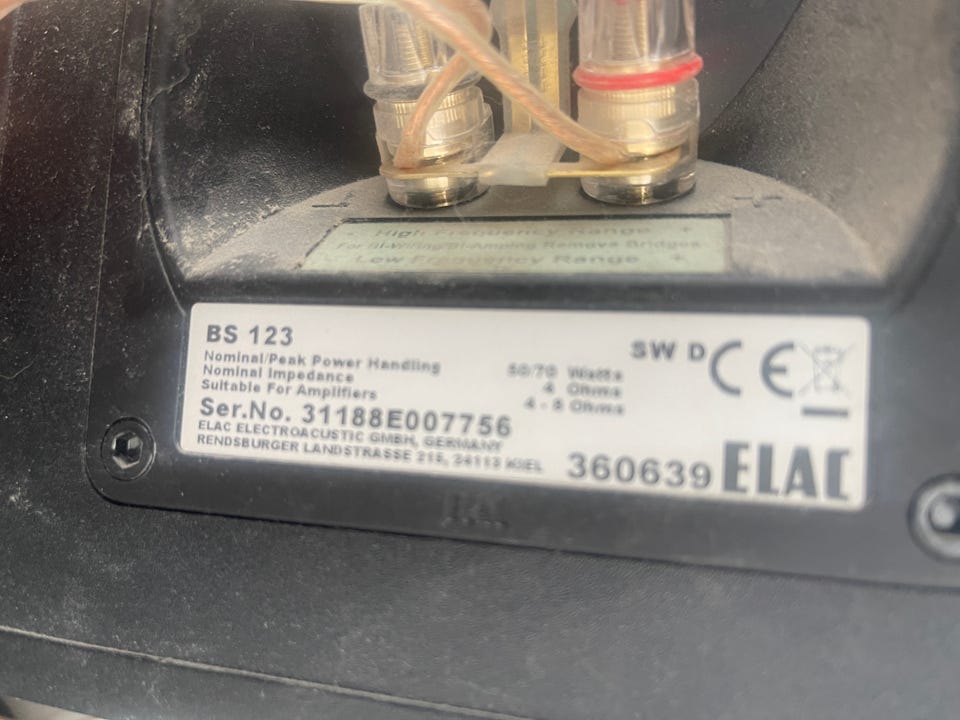 - High Frequency Range +
For Bi-Wiring/Bi-Amping Remove Bridges
- Low Frequency Range +
BS 123
SW D CE
Nominal/Peak Power Handling 50/70 Watts
Nominal Impedance 4 Ohms
Suitable For Amplifiers 4 - 8 Ohms
Ser.No. 31188E007756
ELAC ELECTROACUSTIC GMBH, GERMANY
RENDSBURGER LANDSTRASSE 215, 24113 KIEL
360639 ELAC